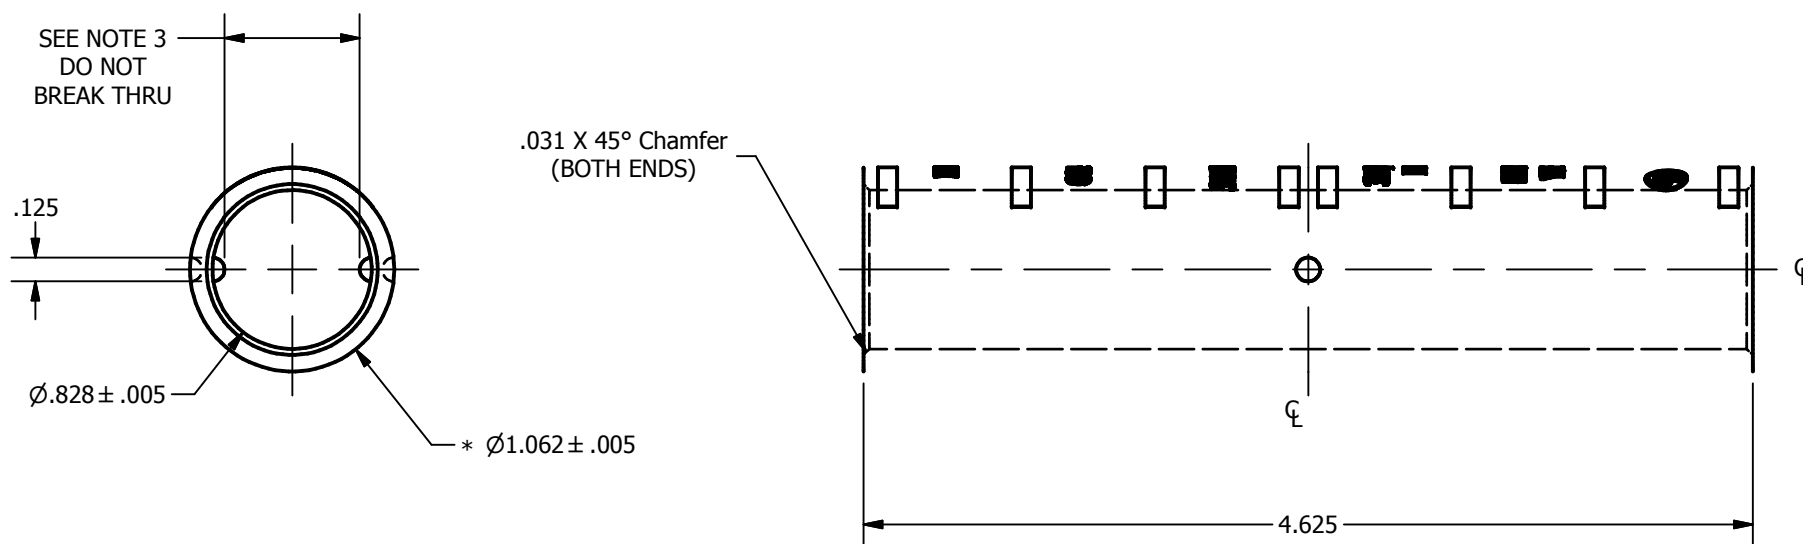 SEE NOTE 3
DO NOT
BREAK THRU
.031 X 45° Chamfer
(BOTH ENDS)
.125
℄
Ø.828 ± .005
℄
* Ø1.062 ± .005
4.625